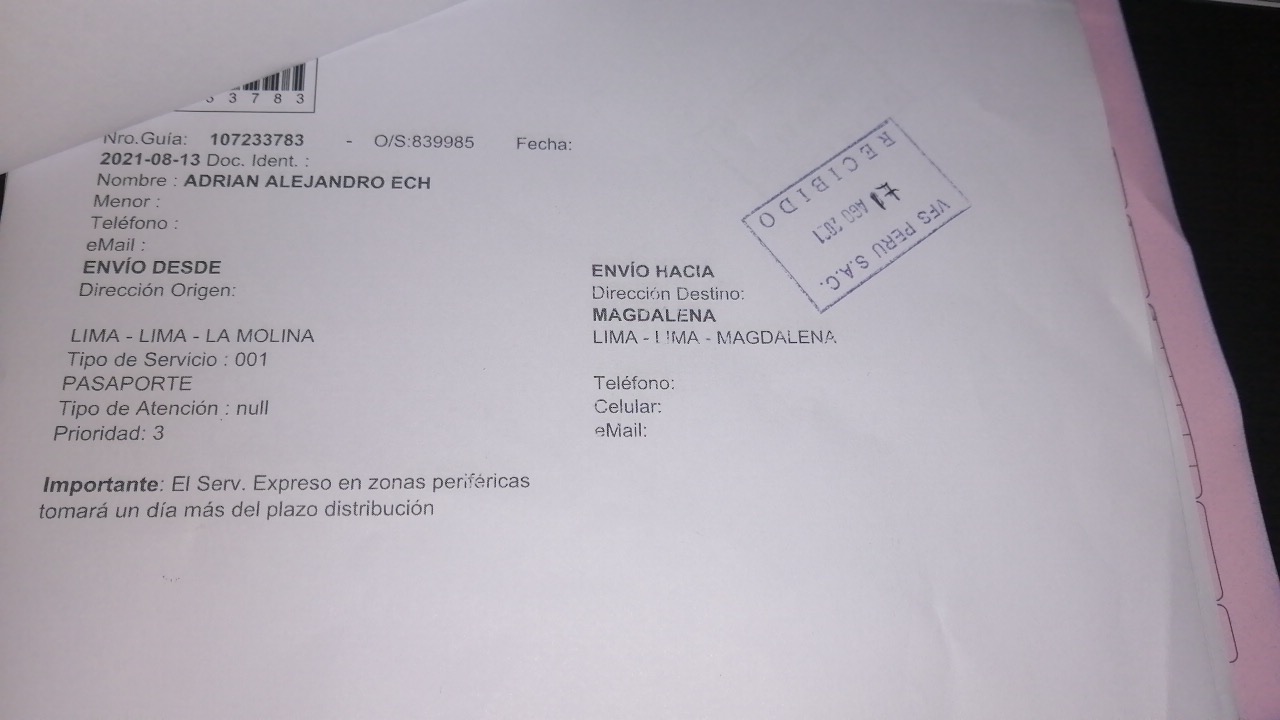 3 7 8 3
Nro.Guía: 107233783 - O/S:839985 Fecha:
2021-08-13 Doc. Ident. :
Nombre : ADRIAN ALEJANDRO ECH
Menor :
Teléfono :
eMail :
ENVÍO DESDE
Dirección Origen:
LIMA - LIMA - LA MOLINA
Tipo de Servicio : 001
PASAPORTE
Tipo de Atención : null
Prioridad: 3
ENVÍO HACIA
Dirección Destino:
MAGDALENA
LIMA - LIMA - MAGDALENA
Teléfono:
Celular:
eMail:
Importante: El Serv. Expreso en zonas periféricas
tomará un día más del plazo distribución
VFS PERU S.A.C.
AGO 2021
RECIBIDO